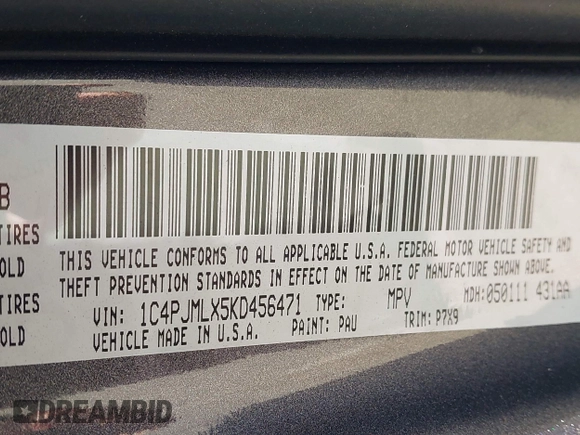 B
TIRES
OLD
TIRES
OLD
THIS VEHICLE CONFORMS TO ALL APPLICABLE U.S.A. FEDERAL MOTOR VEHICLE SAFETY AND
THEFT PREVENTION STANDARDS IN EFFECT ON THE DATE OF MANUFACTURE SHOWN ABOVE.
VIN: 1C4PJMLX5KD456471 TYPE: MPV MDH:050111 431AA
VEHICLE MADE IN U.S.A. PAINT: PAU TRIM: P7X9
DREAMBID